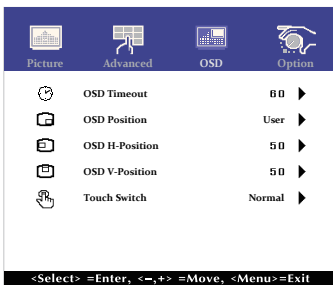 Picture Advanced OSD Option
OSD Timeout 60
OSD Position User
OSD H-Position 50
OSD V-Position 50
Touch Switch Normal
<Select> =Enter, <−,+> =Move, <Menu>=Exit